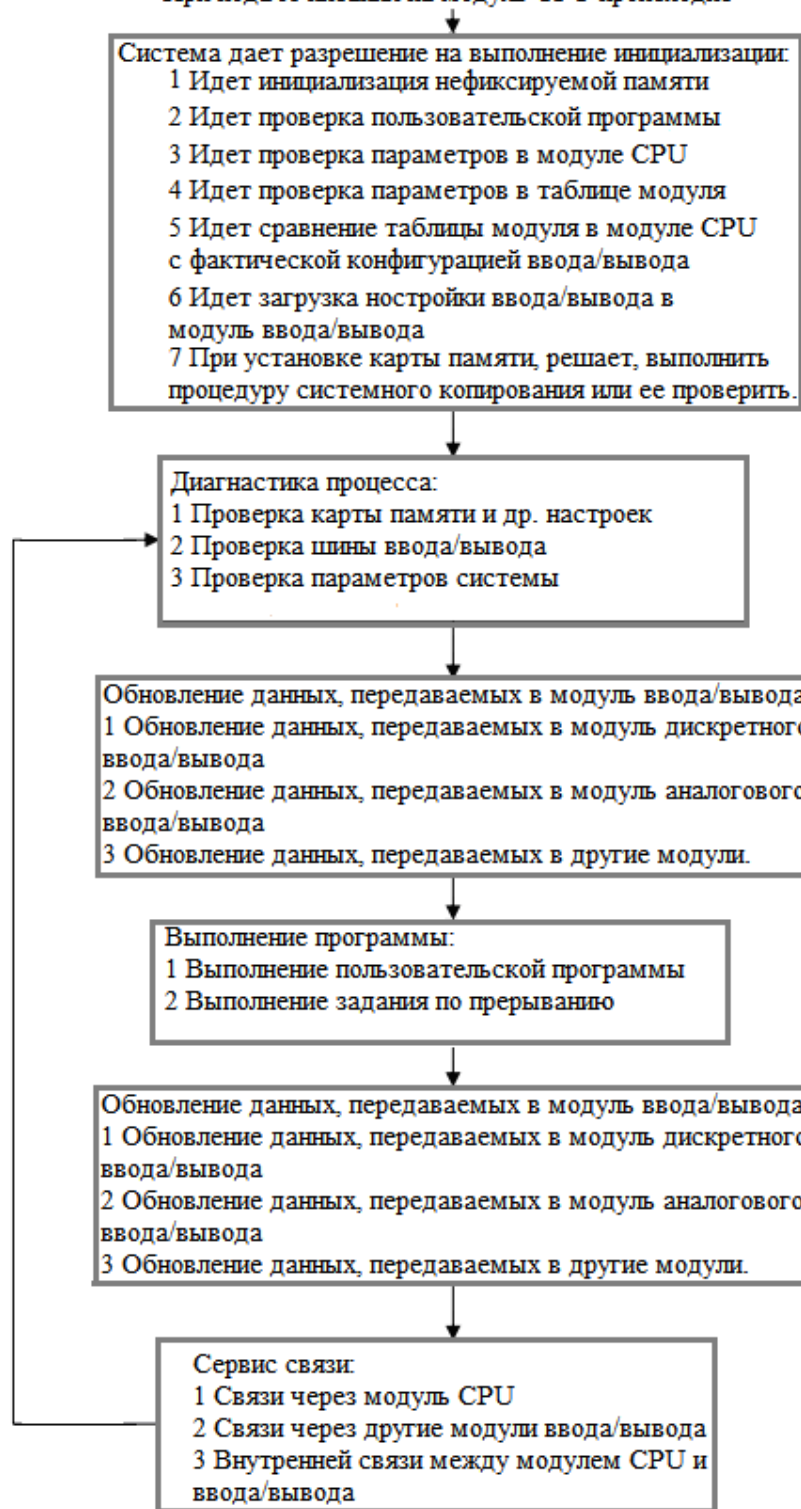 Система дает разрешение на выполнение инициализации:
1 Идет инициализация нефиксируемой памяти
2 Идет проверка пользовательской программы
3 Идет проверка параметров в модуле CPU
4 Идет проверка параметров в таблице модуля
5 Идет сравнение таблицы модуля в модуле CPU
с фактической конфигурацией ввода/вывода
6 Идет загрузка ностройки ввода/вывода в
модуль ввода/вывода
7 При установке карты памяти, решает, выполнить
процедуру системного копирования или ее проверить.
Диагнастика процесса:
1 Проверка карты памяти и др. настроек
2 Проверка шины ввода/вывода
3 Проверка параметров системы
Обновление данных, передаваемых в модуль ввода/вывода
1 Обновление данных, передаваемых в модуль дискретного
ввода/вывода
2 Обновление данных, передаваемых в модуль аналогового
ввода/вывода
3 Обновление данных, передаваемых в другие модули.
Выполнение программы:
1 Выполнение пользовательской программы
2 Выполнение задания по прерыванию
Обновление данных, передаваемых в модуль ввода/вывода
1 Обновление данных, передаваемых в модуль дискретного
ввода/вывода
2 Обновление данных, передаваемых в модуль аналогового
ввода/вывода
3 Обновление данных, передаваемых в другие модули.
Сервис связи:
1 Связи через модуль CPU
2 Связи через другие модули ввода/вывода
3 Внутренней связи между модулем CPU и
ввода/вывода